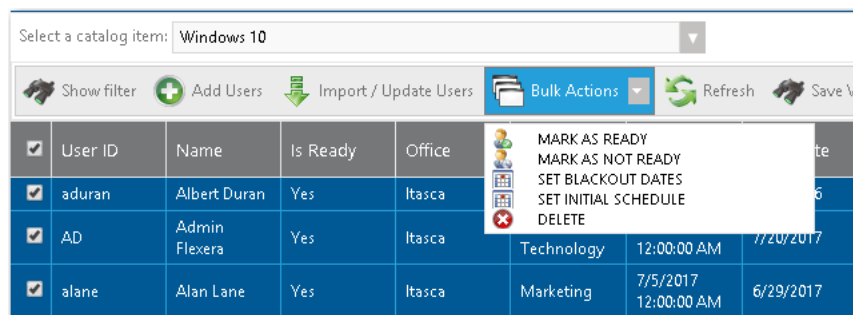 Select a catalog item: Windows 10
Show filter Add Users Import / Update Users Bulk Actions Refresh Save
MARK AS READY
MARK AS NOT READY
SET BLACKOUT DATES
SET INITIAL SCHEDULE
DELETE
User ID Name Is Ready Office
aduran Albert Duran Yes Itasca
AD Admin Flexera Yes Itasca Technology 12:00:00 AM 7/20/2017
alane Alan Lane Yes Itasca Marketing 7/5/2017 12:00:00 AM 6/29/2017